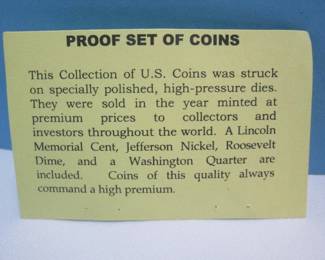 PROOF SET OF COINS
This Collection of U.S. Coins was struck
on specially polished, high-pressure dies.
They were sold in the year minted at
premium prices to collectors and
investors throughout the world. A Lincoln
Memorial Cent, Jefferson Nickel, Roosevelt
Dime, and a Washington Quarter are
included. Coins of this quality always
command a high premium.